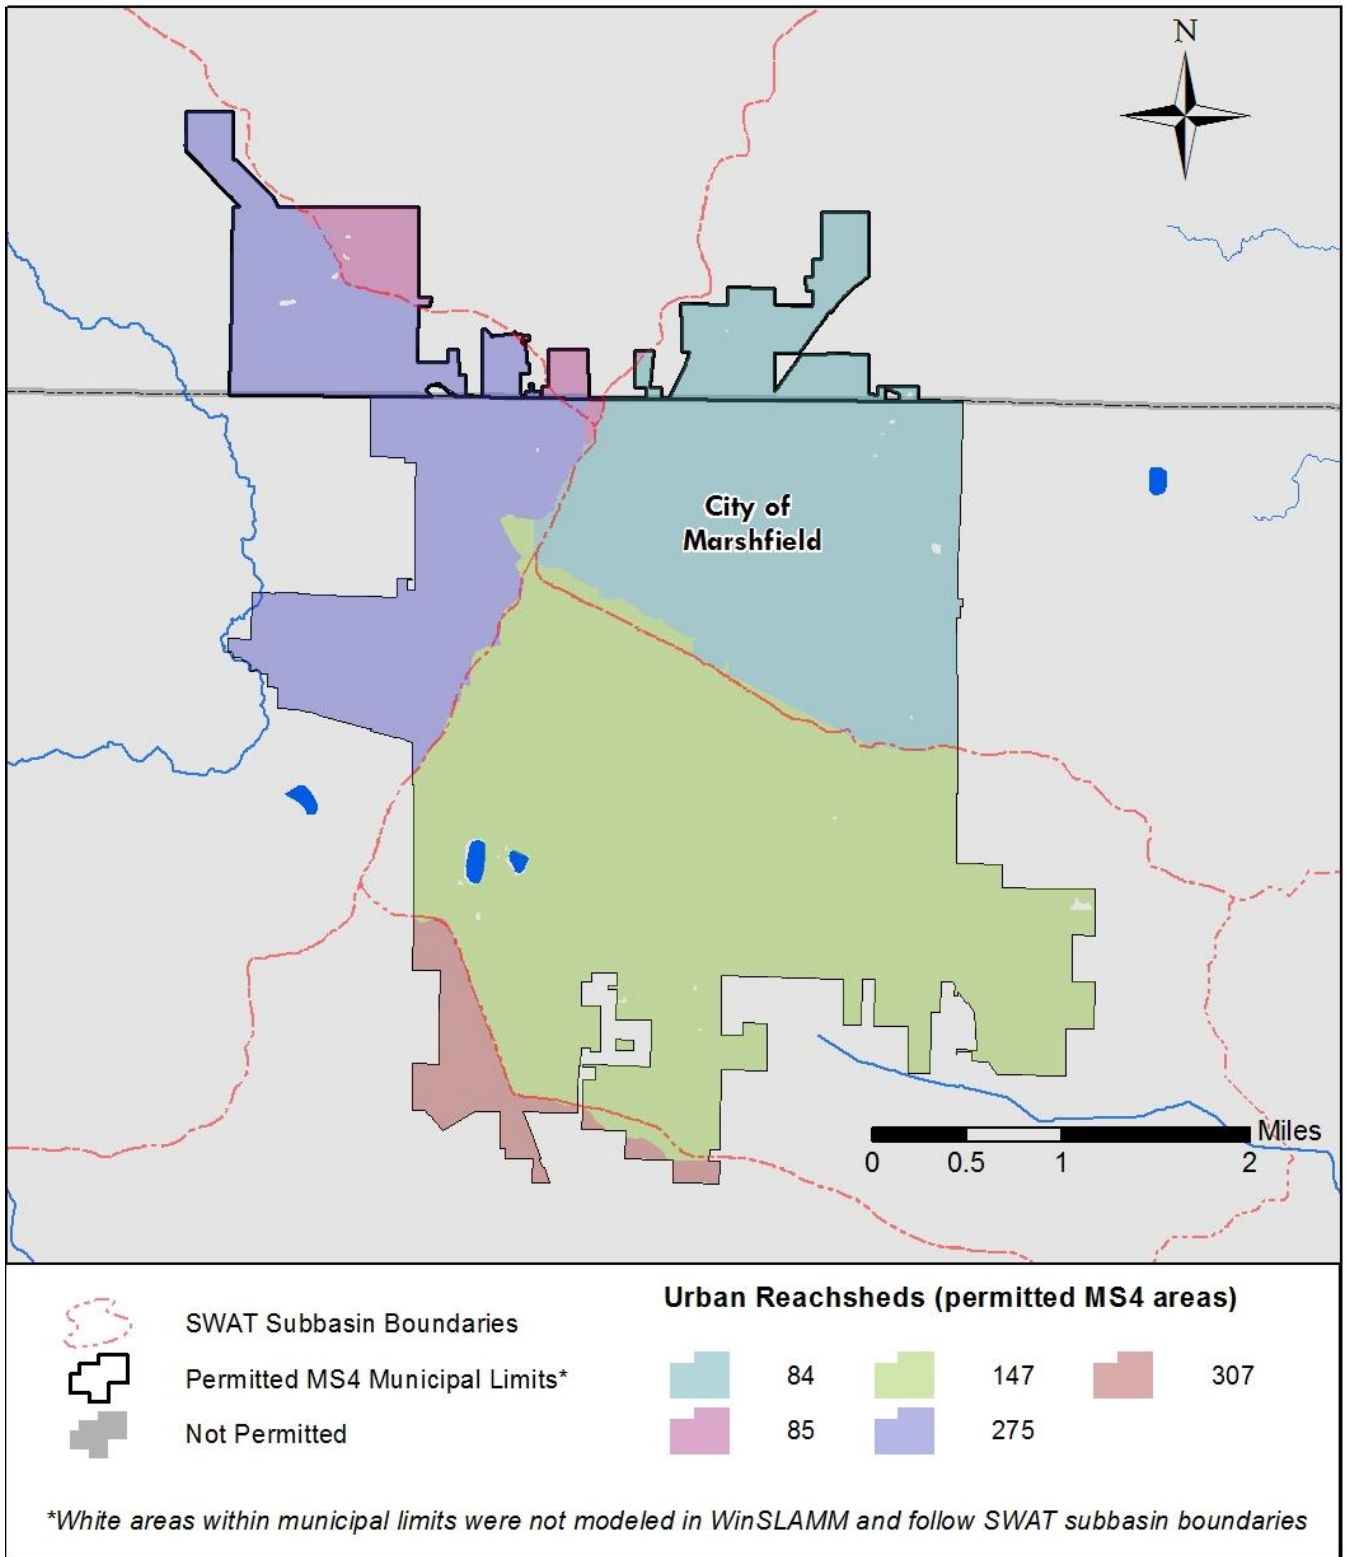 N
City of
Marshfield
Miles
0 0.5 1 2
Urban Reachsheds (permitted MS4 areas)
SWAT Subbasin Boundaries
Permitted MS4 Municipal Limits*
Not Permitted
84 147 307
85 275
*White areas within municipal limits were not modeled in WinSLAMM and follow SWAT subbasin boundaries